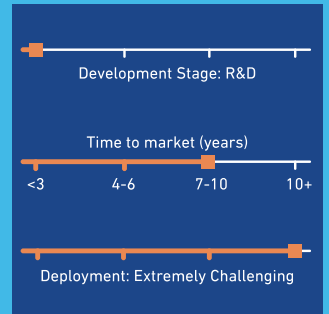 Development Stage: R&D
Time to market (years)
<3 4-6 7-10 10+
Deployment: Extremely Challenging